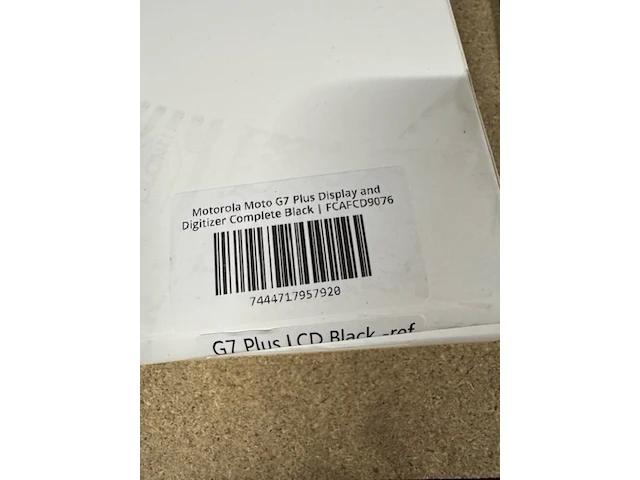 Motorola Moto G7 Plus Display and
Digitizer Complete Black | FCAFCD9076
7444717957920
G7 Plus LCD Black -ref